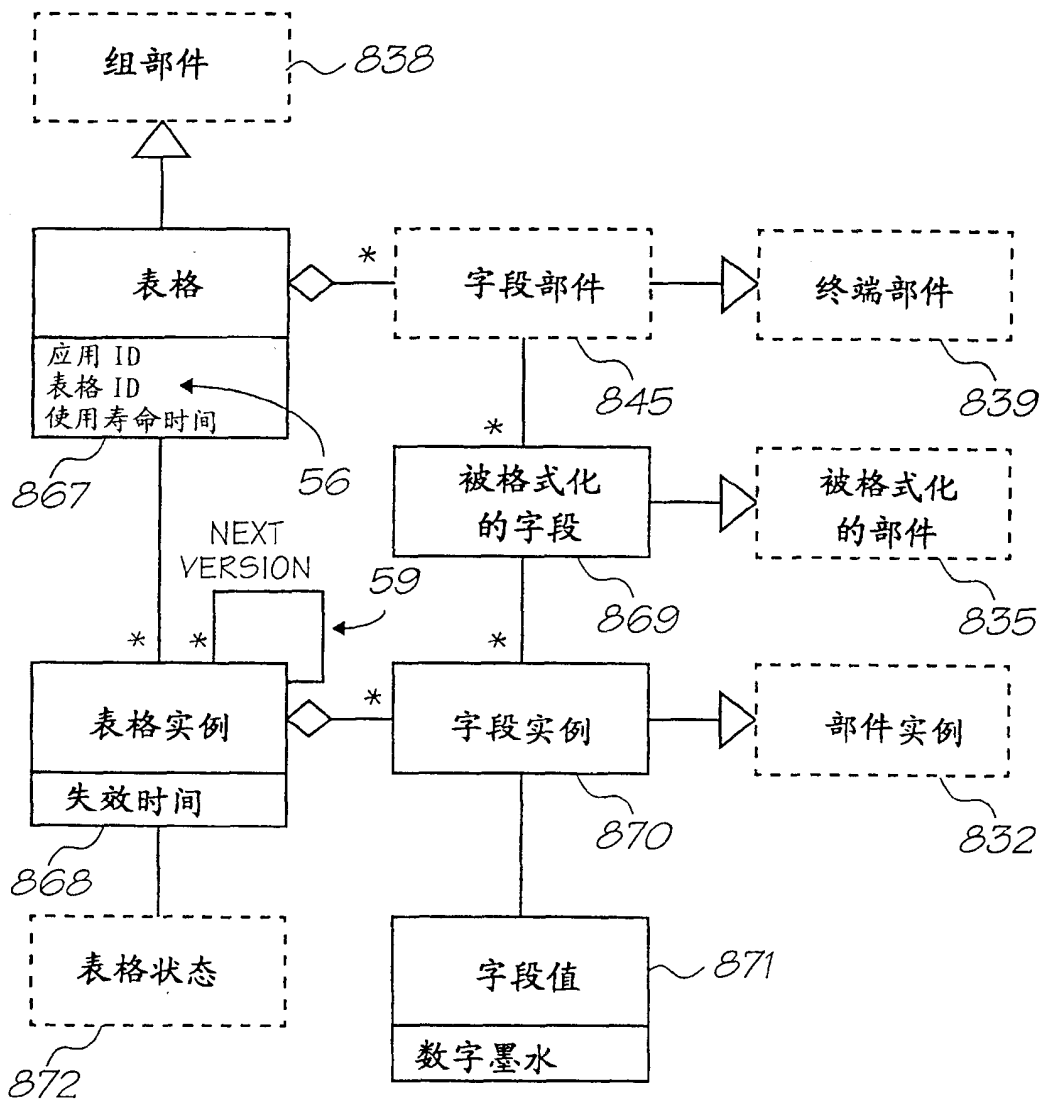 组部件
838
表格
*
字段部件
终端部件
应用 ID
表格 ID
使用寿命时间
845
839
867
56
*
被格式化
的字段
被格式化
的部件
NEXT
VERSION
59
869
835
*
*
*
表格实例
*
字段实例
部件实例
失效时间
870
832
868
表格状态
字段值
871
数字墨水
872